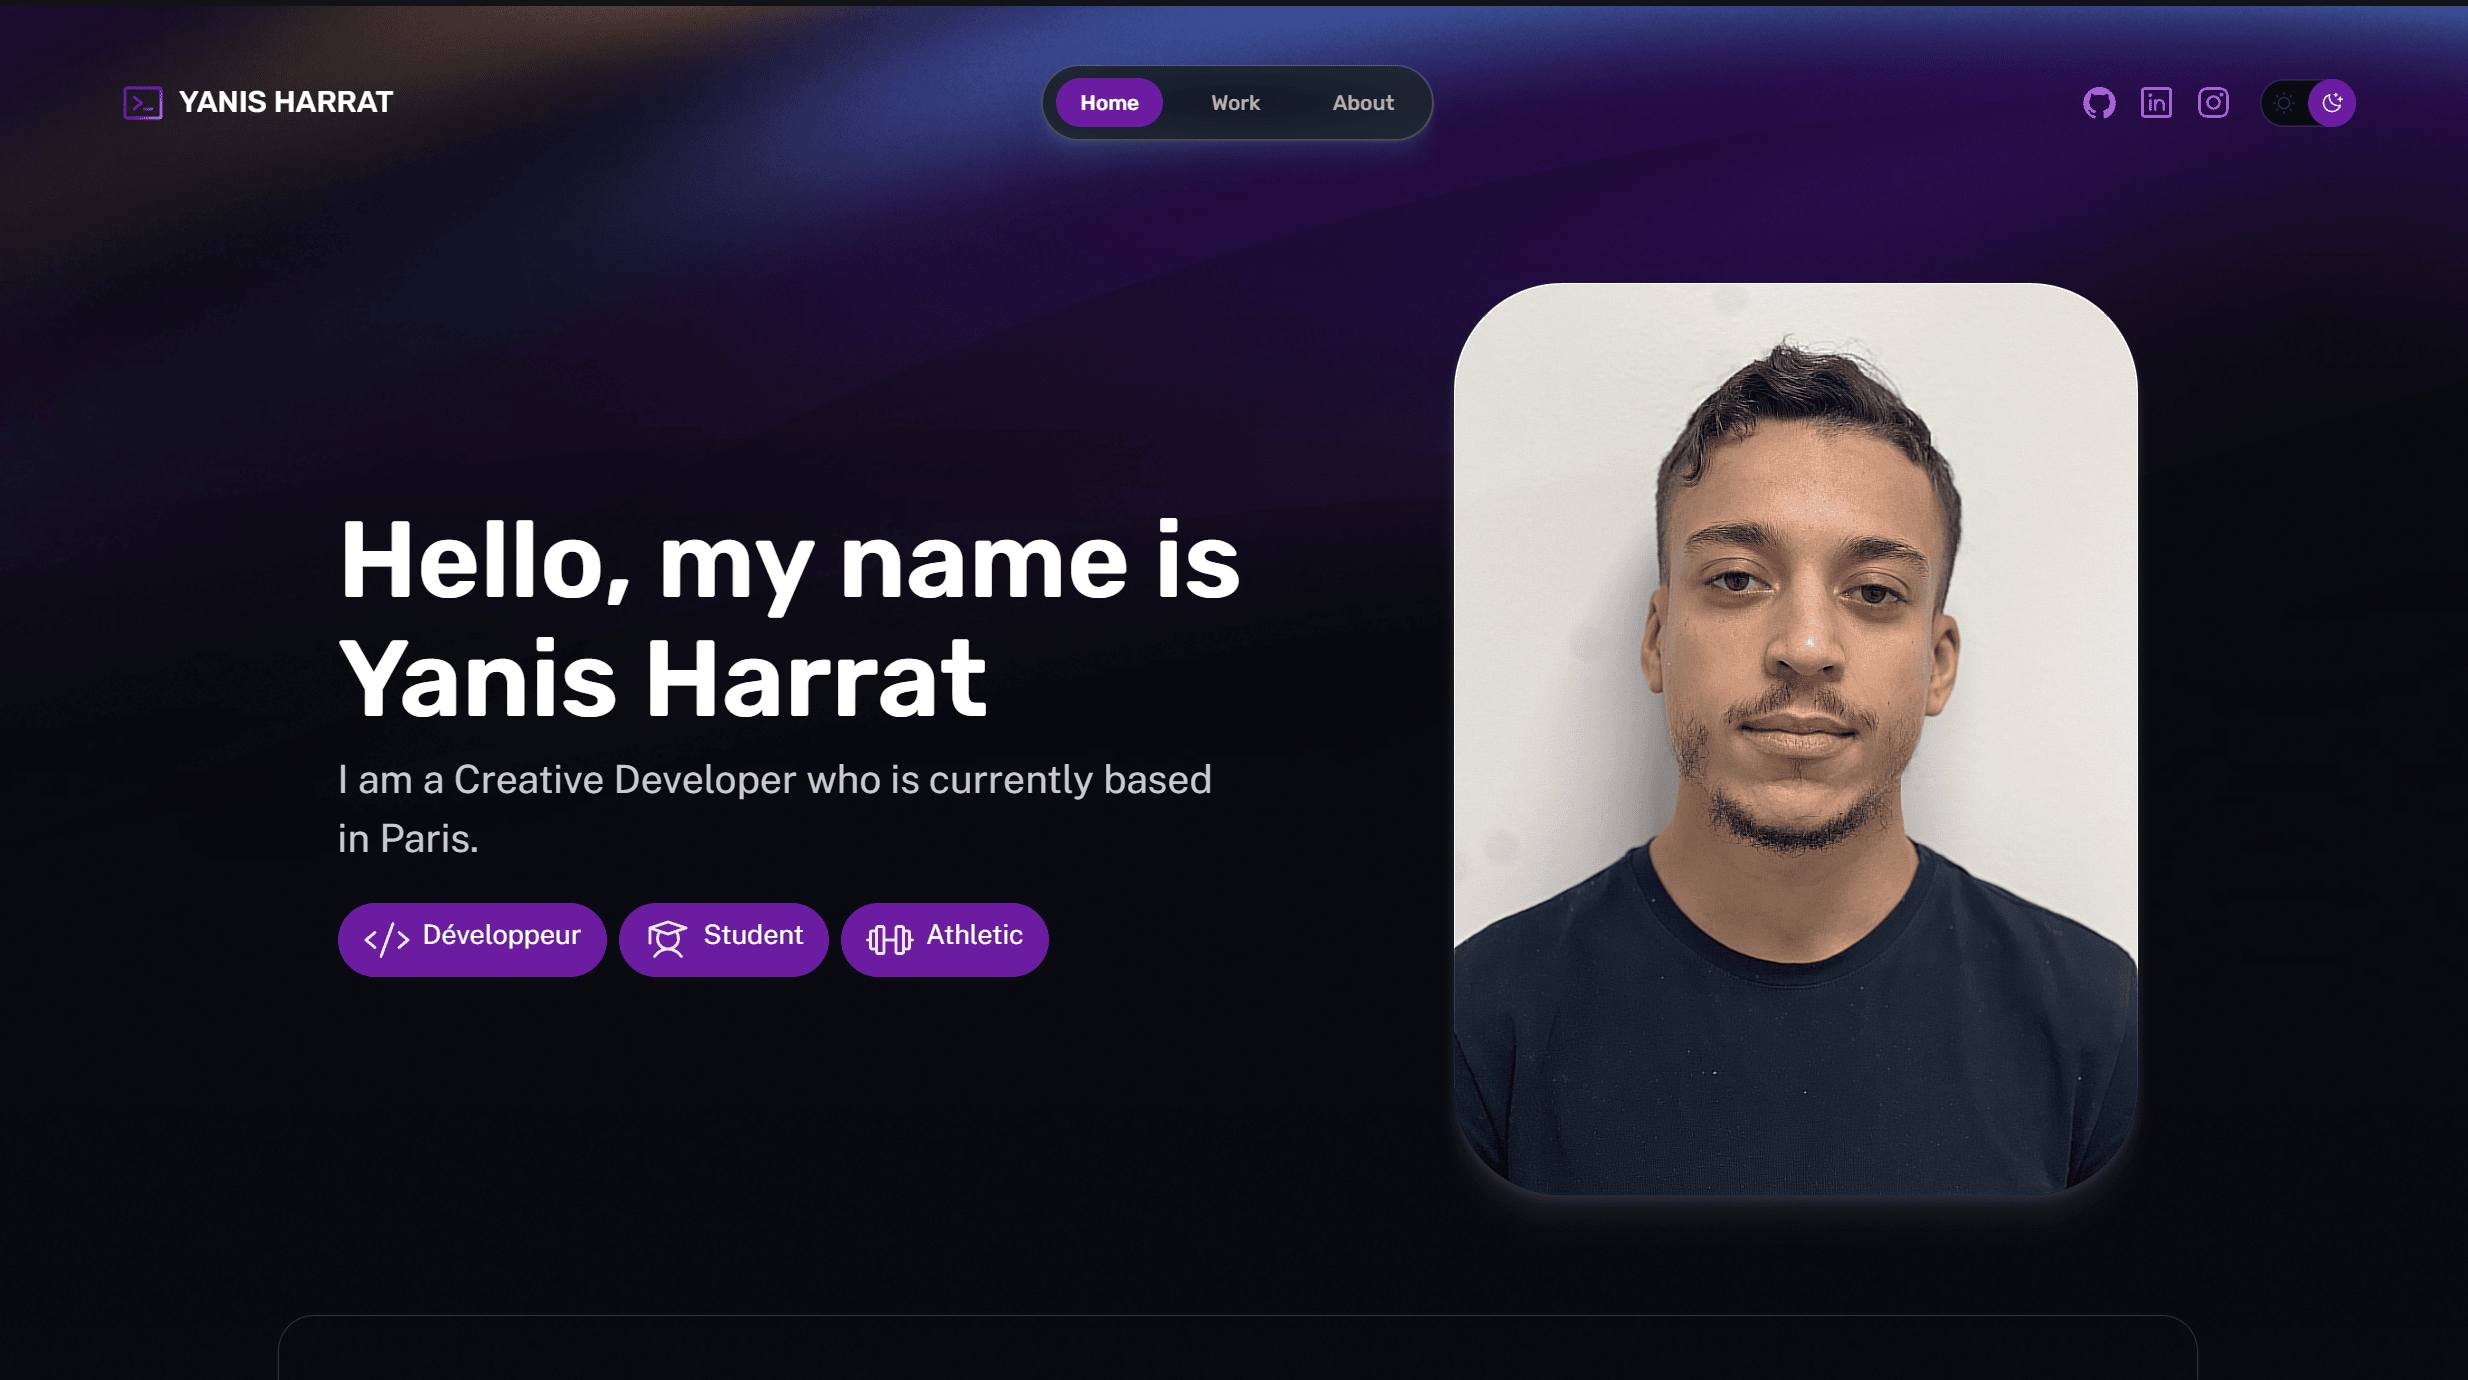 YANIS HARRAT
Home Work About
Hello, my name is
Yanis Harrat
I am a Creative Developer who is currently based
in Paris.
Développeur Student Athletic